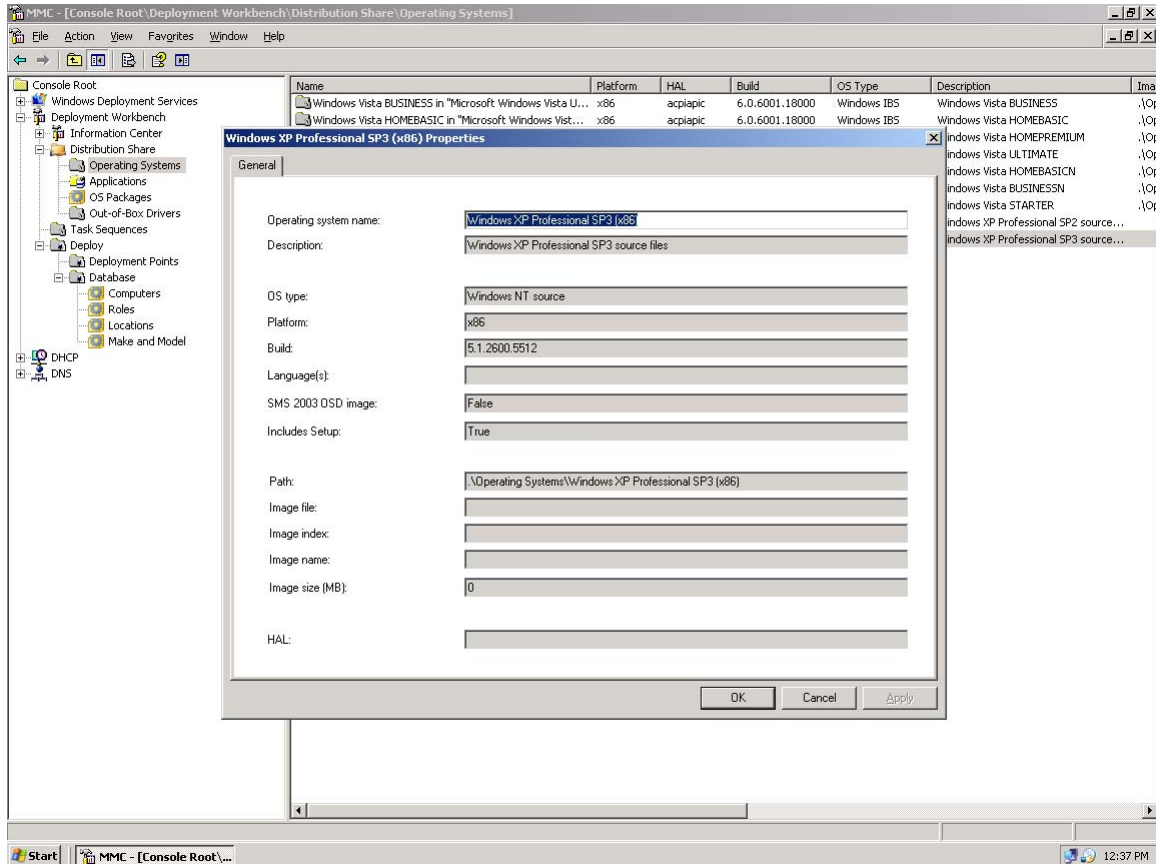 MMC - [Console Root\Deployment Workbench\Distribution Share\Operating Systems]
File Action View Favorites Window Help
Console Root
Windows Deployment Services
Deployment Workbench
Information Center
Distribution Share
Operating Systems
Applications
OS Packages
Out-of-Box Drivers
Task Sequences
Deploy
Deployment Points
Database
Computers
Roles
Locations
Make and Model
DHCP
DNS
Name Platform HAL Build OS Type Description Ima
Windows Vista BUSINESS in "Microsoft Windows Vista U... x86 acpiapic 6.0.6001.18000 Windows IBS Windows Vista BUSINESS .\Op
Windows Vista HOMEBASIC in "Microsoft Windows Vist... x86 acpiapic 6.0.6001.18000 Windows IBS Windows Vista HOMEBASIC .\Op
indows Vista HOMEPREMIUM .\Op
indows Vista ULTIMATE .\Op
indows Vista HOMEBASICN .\Op
indows Vista BUSINESSN .\Op
indows Vista STARTER .\Op
indows XP Professional SP2 source...
indows XP Professional SP3 source...
Windows XP Professional SP3 (x86) Properties
General
Operating system name: Windows XP Professional SP3 (x86)
Description: Windows XP Professional SP3 source files
OS type: Windows NT source
Platform: x86
Build: 5.1.2600.5512
Language(s):
SMS 2003 OSD image: False
Includes Setup: True
Path: .\Operating Systems\Windows XP Professional SP3 (x86)
Image file:
Image index:
Image name:
Image size (MB): 0
HAL:
OK Cancel Apply
Start MMC - [Console Root\... 12:37 PM